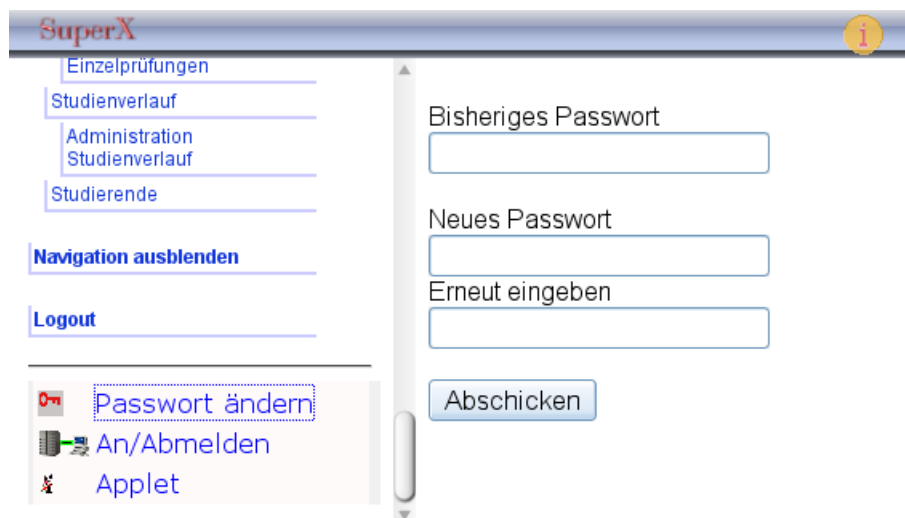 SuperX
i
Einzelprüfungen
Studienverlauf
Administration
Studienverlauf
Studierende
Navigation ausblenden
Logout
Passwort ändern
An/Abmelden
Applet
Bisheriges Passwort
Neues Passwort
Erneut eingeben
Abschicken